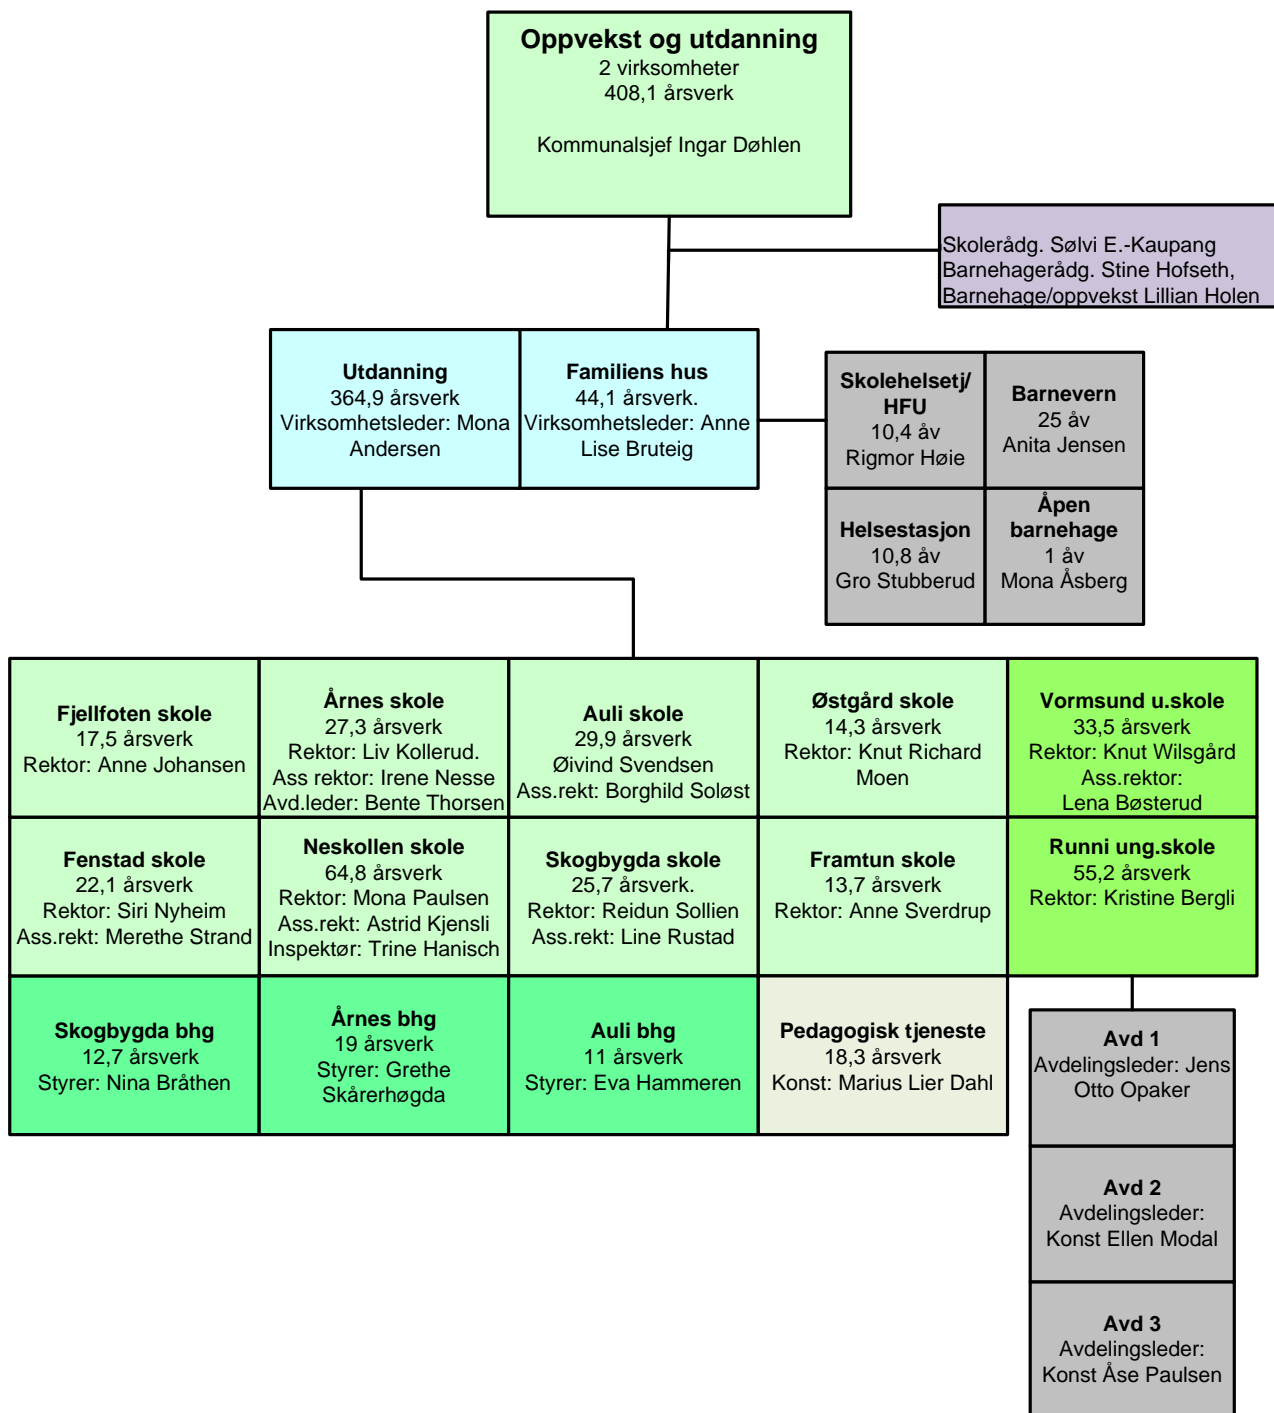 Oppvekst og utdanning
2 virksomheter
408,1 årsverk
Kommunalsjef Ingar Døhlen
Skolerådg. Sølvi E.-Kaupang
Barnehagerådg. Stine Hofseth,
Barnehage/oppvekst Lillian Holen
Utdanning
364,9 årsverk
Virksomhetsleder: Mona
Andersen
Familiens hus
44,1 årsverk.
Virksomhetsleder: Anne
Lise Bruteig
Skolehelsetj/
HFU
10,4 åv
Rigmor Høie
Barnevern
25 åv
Anita Jensen
Helsestasjon
10,8 åv
Gro Stubberud
Åpen
barnehage
1 åv
Mona Åsberg
Fjellfoten skole
17,5 årsverk
Rektor: Anne Johansen
Årnes skole
27,3 årsverk
Rektor: Liv Kollerud.
Ass rektor: Irene Nesse
Avd.leder: Bente Thorsen
Auli skole
29,9 årsverk
Øivind Svendsen
Ass.rekt: Borghild Soløst
Østgård skole
14,3 årsverk
Rektor: Knut Richard
Moen
Vormsund u.skole
33,5 årsverk
Rektor: Knut Wilsgård
Ass.rektor:
Lena Bøsterud
Fenstad skole
22,1 årsverk
Rektor: Siri Nyheim
Ass.rekt: Merethe Strand
Neskollen skole
64,8 årsverk
Rektor: Mona Paulsen
Ass.rekt: Astrid Kjensli
Inspektør: Trine Hanisch
Skogbygda skole
25,7 årsverk.
Rektor: Reidun Sollien
Ass.rekt: Line Rustad
Framtun skole
13,7 årsverk
Rektor: Anne Sverdrup
Runni ung.skole
55,2 årsverk
Rektor: Kristine Bergli
Skogbygda bhg
12,7 årsverk
Styrer: Nina Bråthen
Årnes bhg
19 årsverk
Styrer: Grethe
Skårerhøgda
Auli bhg
11 årsverk
Styrer: Eva Hammeren
Pedagogisk tjeneste
18,3 årsverk
Konst: Marius Lier Dahl
Avd 1
Avdelingsleder: Jens
Otto Opaker
Avd 2
Avdelingsleder:
Konst Ellen Modal
Avd 3
Avdelingsleder:
Konst Åse Paulsen